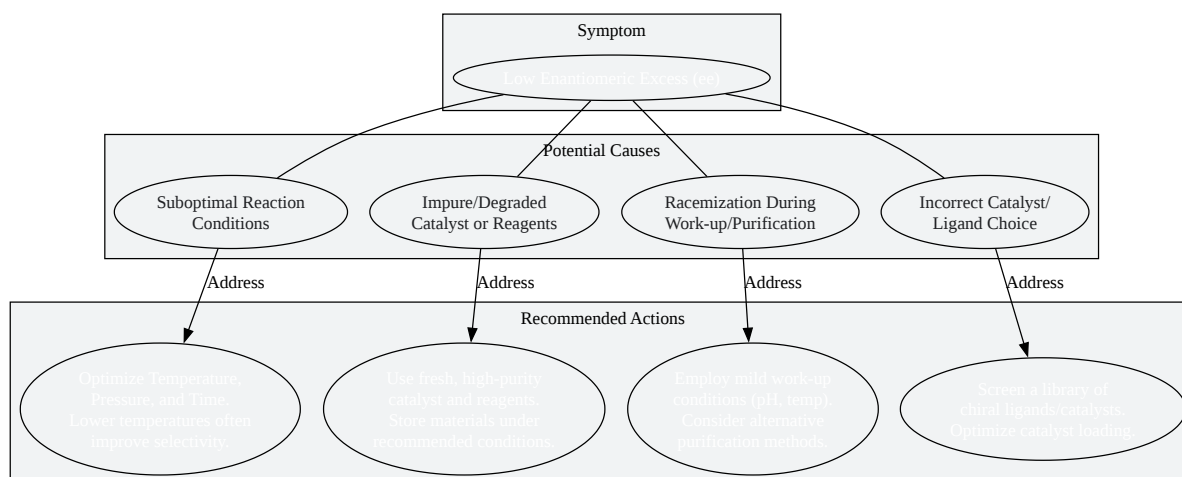 Symptom
Low Enantiomeric Excess (ee)
Potential Causes
Suboptimal Reaction
Conditions
Impure/Degraded
Catalyst or Reagents
Racemization During
Work-up/Purification
Incorrect Catalyst/
Ligand Choice
Address
Address
Address
Address
Recommended Actions
Optimize Temperature,
Pressure, and Time.
Lower temperatures often
improve selectivity.
Use fresh, high-purity
catalyst and reagents.
Store materials under
recommended conditions.
Employ mild work-up
conditions (pH, temp).
Consider alternative
purification methods.
Screen a library of
chiral ligands/catalysts.
Optimize catalyst loading.